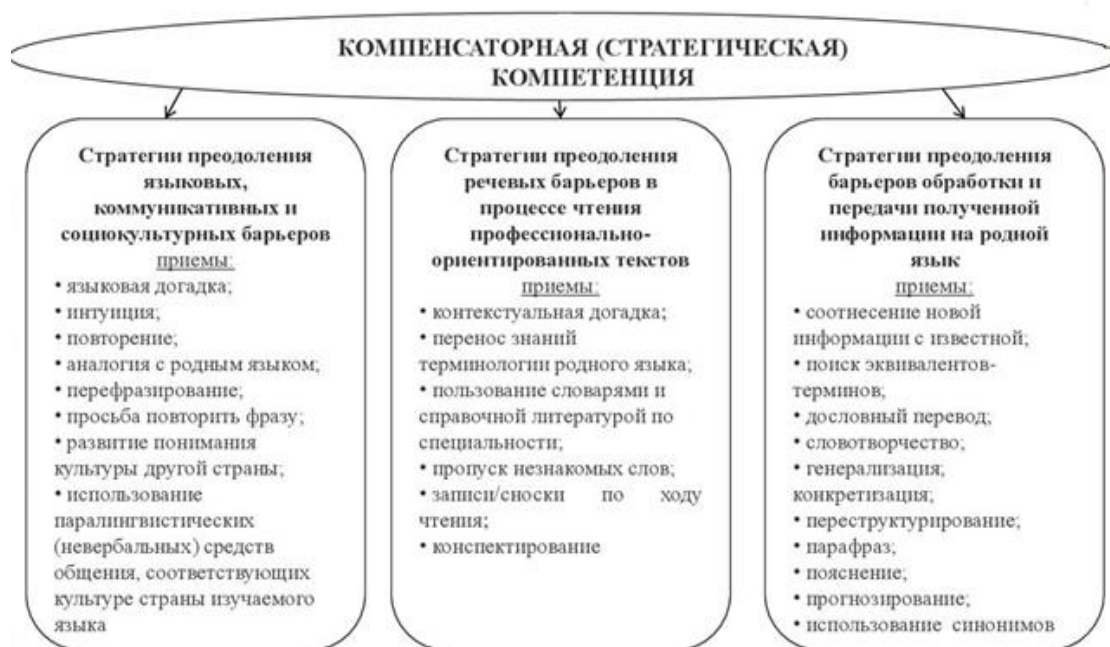 КОМПЕНСАТОРНАЯ (СТРАТЕГИЧЕСКАЯ)
КОМПЕТЕНЦИЯ
Стратегии преодоления
языковых,
коммуникативных и
социокультурных барьеров
приемы:
• языковая догадка;
• интуиция;
• повторение;
• аналогия с родным языком;
• перефразирование;
• просьба повторить фразу;
• развитие понимания
культуры другой страны;
• использование
паралингвистических
(невербальных) средств
общения, соответствующих
культуре страны изучаемого
языка
Стратегии преодоления
речевых барьеров в
процессе чтения
профессионально-
ориентированных текстов
приемы:
• контекстуальная догадка;
• перенос знаний
терминологии родного языка;
• пользование словарями и
справочной литературой по
специальности;
• пропуск незнакомых слов;
• записи/сноски по ходу
чтения;
• конспектирование
Стратегии преодоления
барьеров обработки и
передачи полученной
информации на родной
язык
приемы:
• соотнесение новой
информации с известной;
• поиск эквивалентов-
терминов;
• дословный перевод;
• словотворчество;
• генерализация;
конкретизация;
• переструктурирование;
• парафраз;
• пояснение;
• прогнозирование;
• использование синонимов